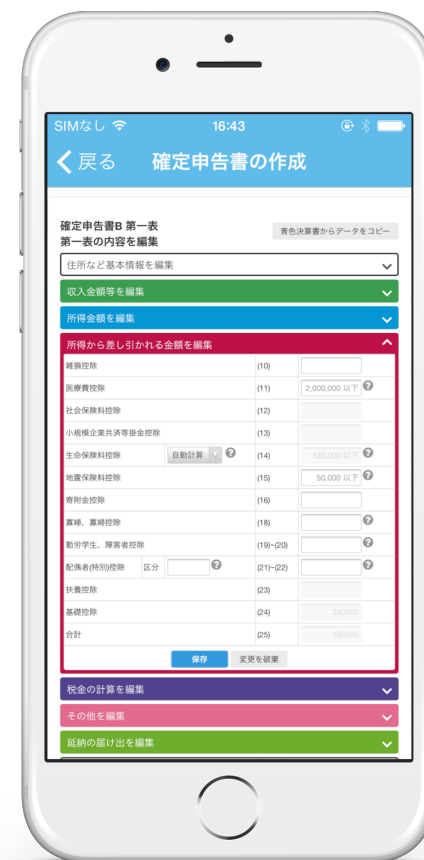 SIMなし 16:43
戻る 確定申告書の作成
確定申告書B 第一表
第一表の内容を編集
青色決算書からデータをコピー
住所など基本情報を編集
収入金額等を編集
所得金額を編集
所得から差し引かれる金額を編集
雑損控除 (10)
医療費控除 (11) 2,000,000 以下 ?
社会保険料控除 (12)
小規模企業共済等掛金控除 (13)
生命保険料控除 自動計算 ? (14) 120,000 以下 ?
地震保険料控除 (15) 50,000 以下 ?
寄附金控除 (16)
寡婦、寡婦控除 (18) ?
勤労学生、障害者控除 (19)~(20) ?
配偶者(特別)控除 区分 ? (21)~(22) ?
扶養控除 (23)
基礎控除 (24) 380000
合計 (25) 380000
保存 変更を破棄
税金の計算を編集
その他を編集
延納の届け出を編集